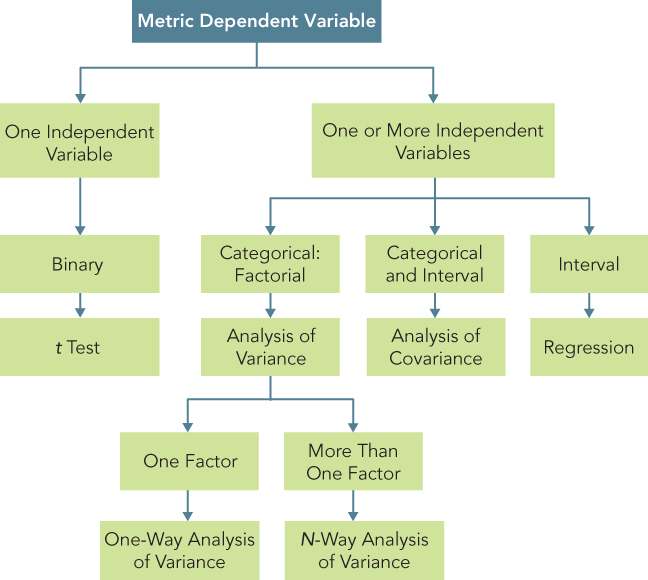 Metric Dependent Variable
One Independent
Variable
One or More Independent
Variables
Binary
Categorical:
Factorial
Categorical
and Interval
Interval
t Test
Analysis of
Variance
Analysis of
Covariance
Regression
One Factor
More Than
One Factor
One-Way Analysis
of Variance
N-Way Analysis
of Variance